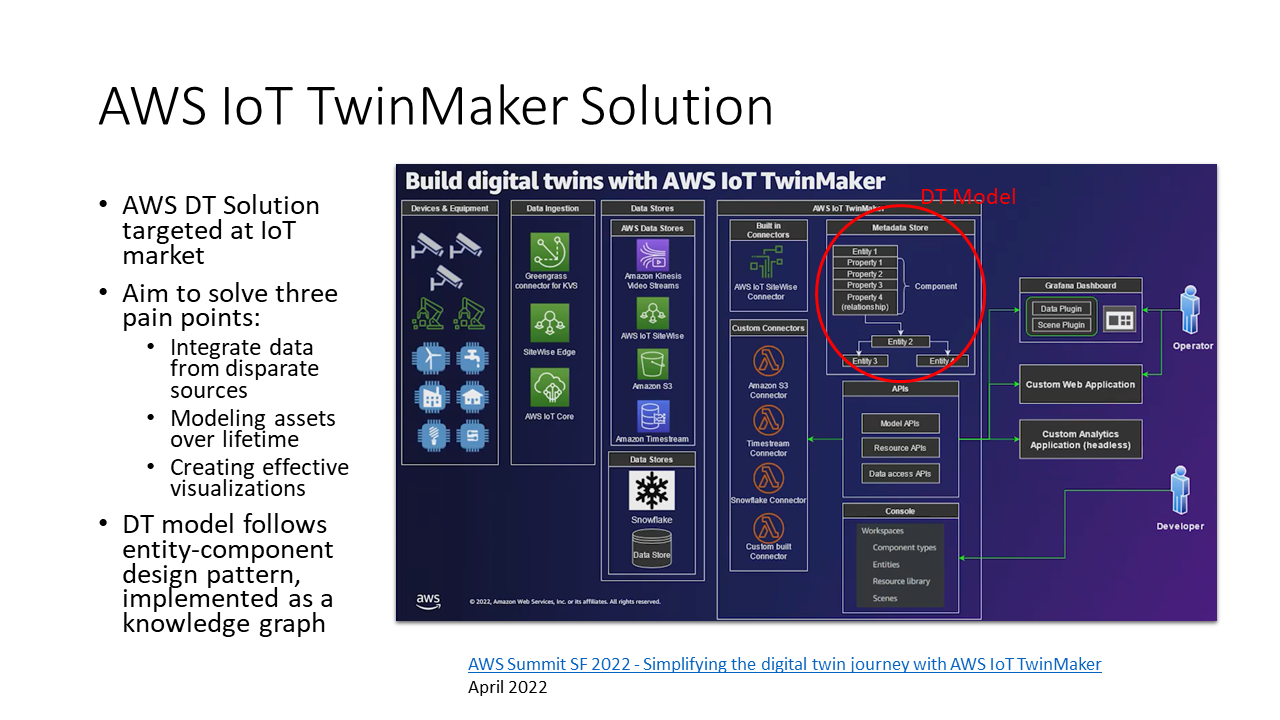 AWS IoT TwinMaker Solution
• AWS DT Solution
targeted at IoT
market
• Aim to solve three
pain points:
• Integrate data
from disparate
sources
• Modeling assets
over lifetime
• Creating effective
visualizations
• DT model follows
entity-component
design pattern,
implemented as a
knowledge graph
Build digital twins with AWS IoT TwinMaker
DT Model
Devices & Equipment
Data Ingestion
Greengrass
connector for KVS
SiteWise Edge
AWS IoT Core
Data Stores
AWS Data Stores
Amazon Kinesis
Video Streams
AWS IoT SiteWise
Amazon S3
Amazon Timestream
Data Stores
Snowflake
Data Store
AWS IoT TwinMaker
Built in
Connectors
AWS IoT SiteWise
Connector
Custom Connectors
Amazon S3
Connector
Timestream
Connector
Snowflake Connector
Custom built
Connector
Metadata Store
Entity 1
Property 1
Property 2
Property 3
Property 4
(relationship)
Component
Entity 2
Entity 3
Entity 4
APIs
Model APIs
Resource APIs
Data access APIs
Console
Workspaces
Component types
Entities
Resource library
Scenes
Grafana Dashboard
Data Plugin
Scene Plugin
Custom Web Application
Custom Analytics
Application (headless)
Operator
Developer
aws
© 2022, Amazon Web Services, Inc. or its affiliates. All rights reserved.
AWS Summit SF 2022 - Simplifying the digital twin journey with AWS IoT TwinMaker
April 2022